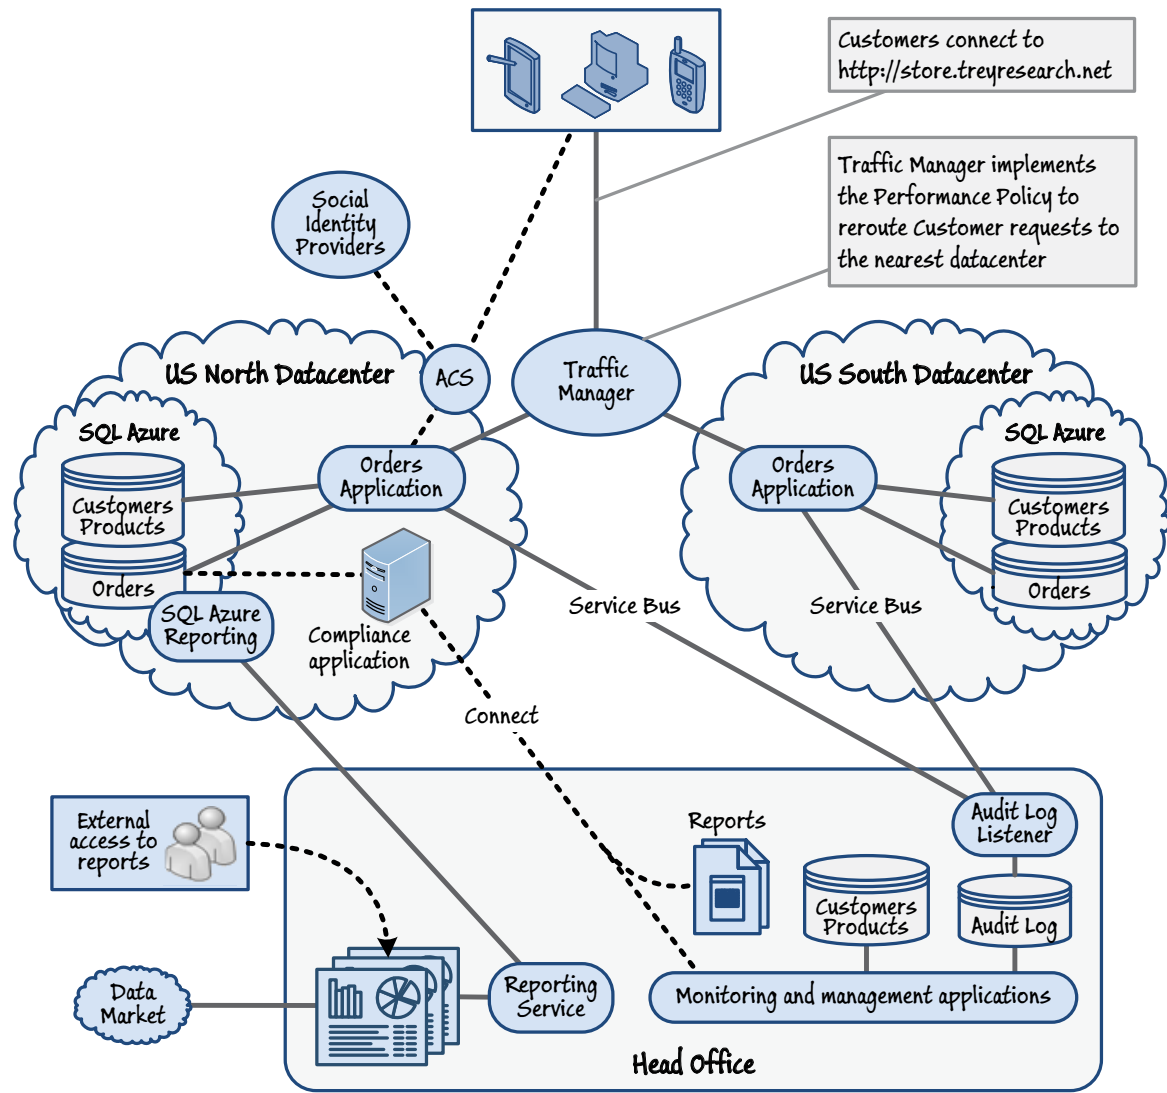 Customers connect to
http://store.treyresearch.net
Traffic Manager implements
the Performance Policy to
reroute Customer requests to
the nearest datacenter
Social
Identity
Providers
US North Datacenter
ACS
Traffic
Manager
US South Datacenter
SQL Azure
Customers
Products
Orders
Orders
Application
SQL Azure
Reporting
Compliance
application
Orders
Application
SQL Azure
Customers
Products
Orders
Service Bus
Service Bus
Connect
External
access to
reports
Reports
Audit Log
Listener
Customers
Products
Audit Log
Data
Market
Reporting
Service
Monitoring and management applications
Head Office